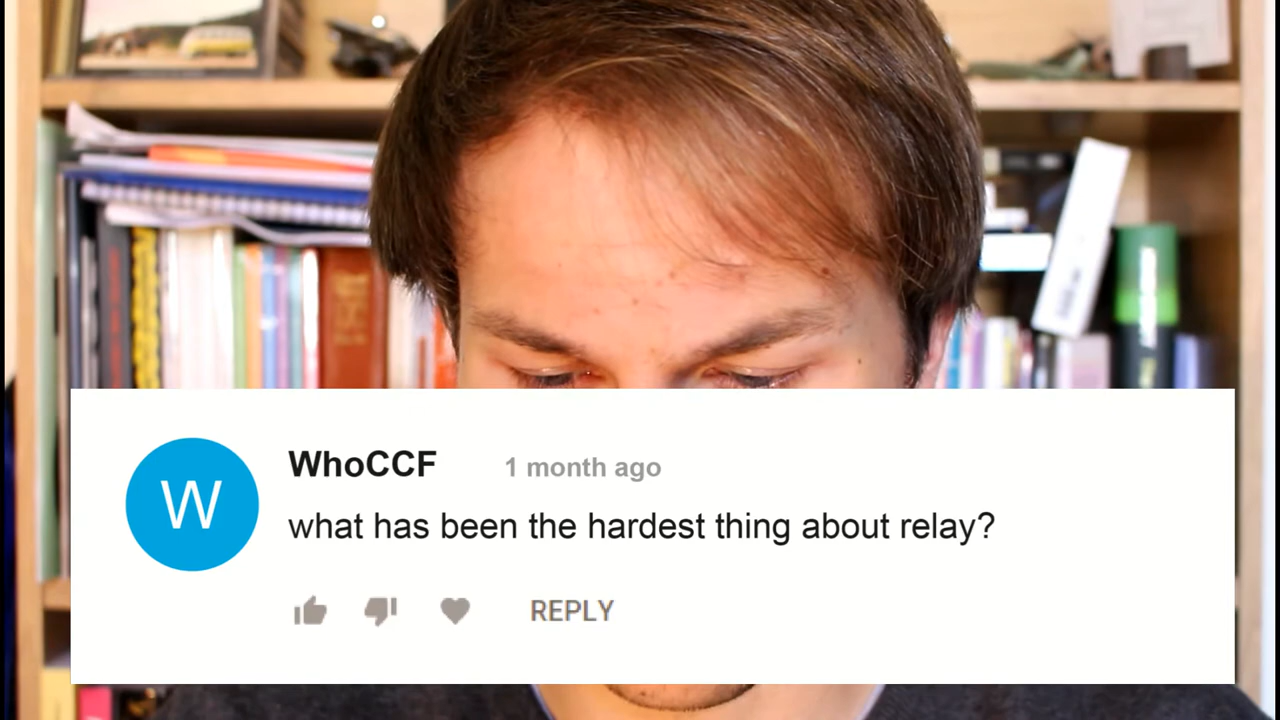 W
WhoCCF 1 month ago
what has been the hardest thing about relay?
REPLY